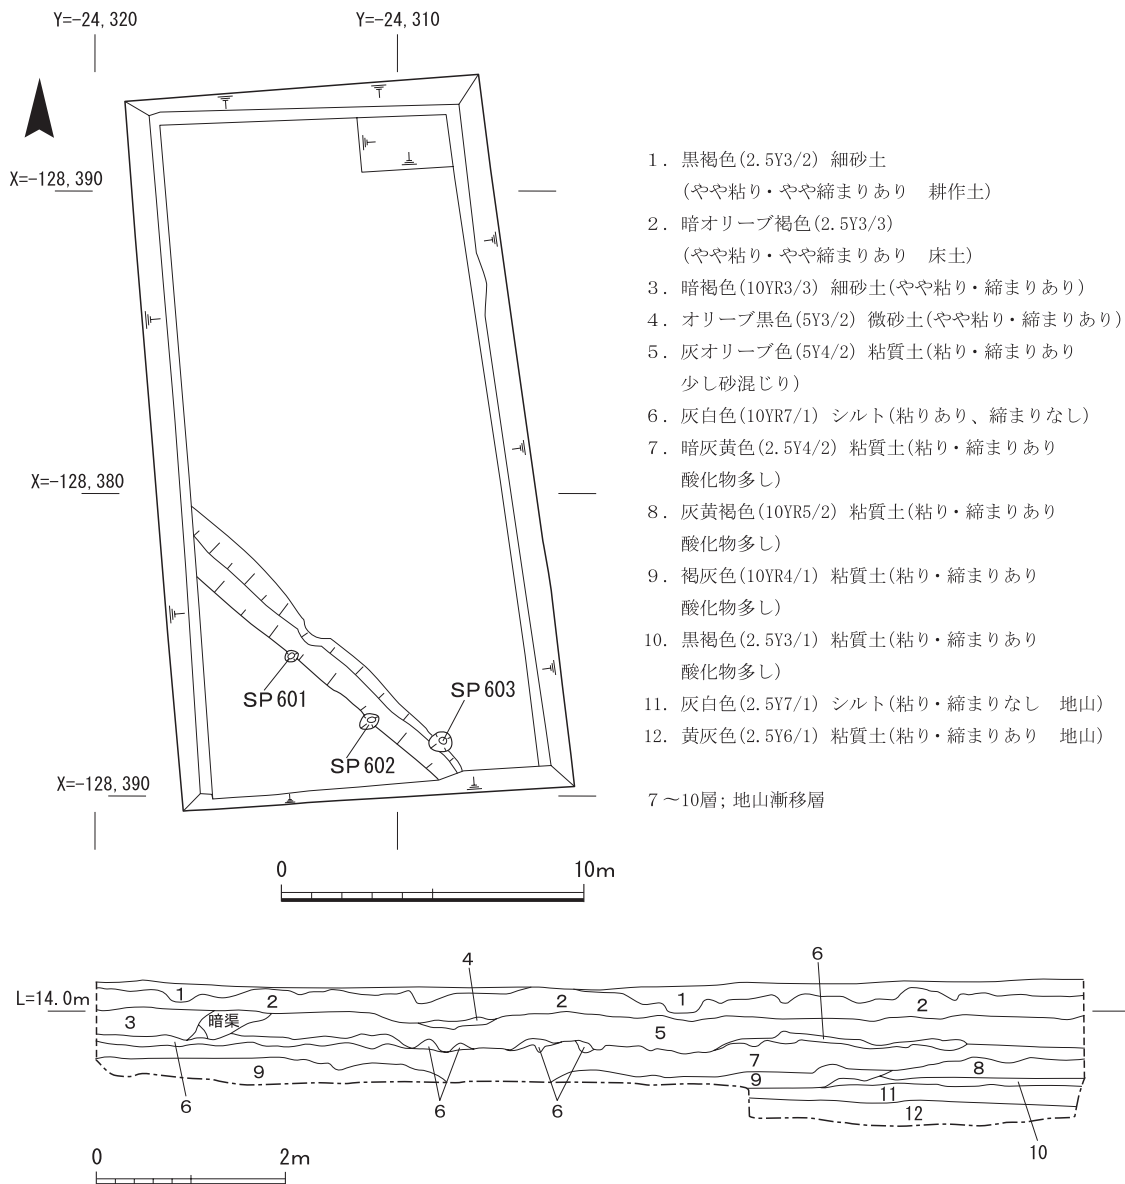 Y=-24,320
Y=-24,310
X=-128,390
X=-128,380
X=-128,390
SP601
SP602
SP603
0
10m
1. 黒褐色(2.5Y3/2) 細砂土
(やや粘り・やや締まりあり 耕作土)
2. 暗オリーブ褐色(2.5Y3/3)
(やや粘り・やや締まりあり 床土)
3. 暗褐色(10YR3/3) 細砂土(やや粘り・締まりあり)
4. オリーブ黒色(5Y3/2) 微砂土(やや粘り・締まりあり)
5. 灰オリーブ色(5Y4/2) 粘質土(粘り・締まりあり
少し砂混じり)
6. 灰白色(10YR7/1) シルト(粘りあり、締まりなし)
7. 暗灰黄色(2.5Y4/2) 粘質土(粘り・締まりあり
酸化物多し)
8. 灰黄褐色(10YR5/2) 粘質土(粘り・締まりあり
酸化物多し)
9. 褐灰色(10YR4/1) 粘質土(粘り・締まりあり
酸化物多し)
10. 黒褐色(2.5Y3/1) 粘質土(粘り・締まりあり
酸化物多し)
11. 灰白色(2.5Y7/1) シルト(粘り・締まりなし 地山)
12. 黄灰色(2.5Y6/1) 粘質土(粘り・締まりあり 地山)
7～10層; 地山漸移層
4
6
L=14.0m
1
2
2
1
2
3
暗渠
5
7
8
9
9
11
12
6
6
6
10
0
2m